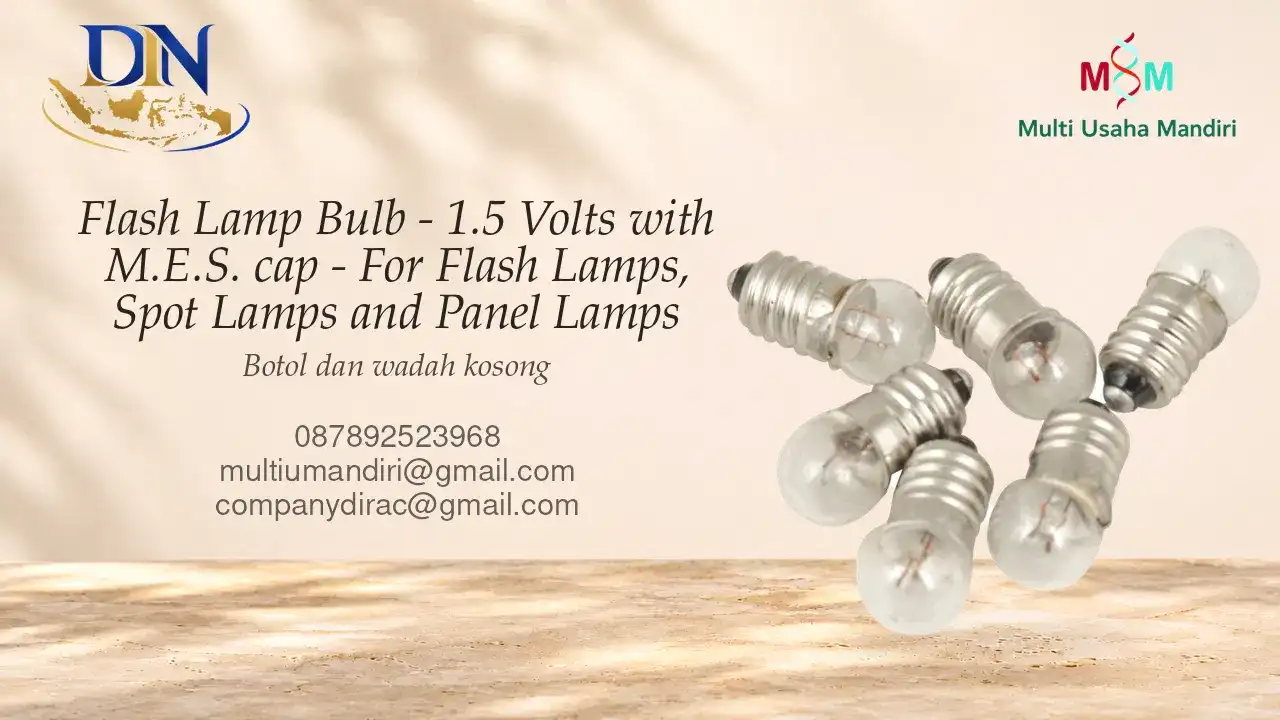 DIN
M M
Multi Usaha Mandiri
Flash Lamp Bulb - 1.5 Volts with
M.E.S. cap - For Flash Lamps,
Spot Lamps and Panel Lamps
Botol dan wadah kosong
087892523968
multiumandiri@gmail.com
companydirac@gmail.com